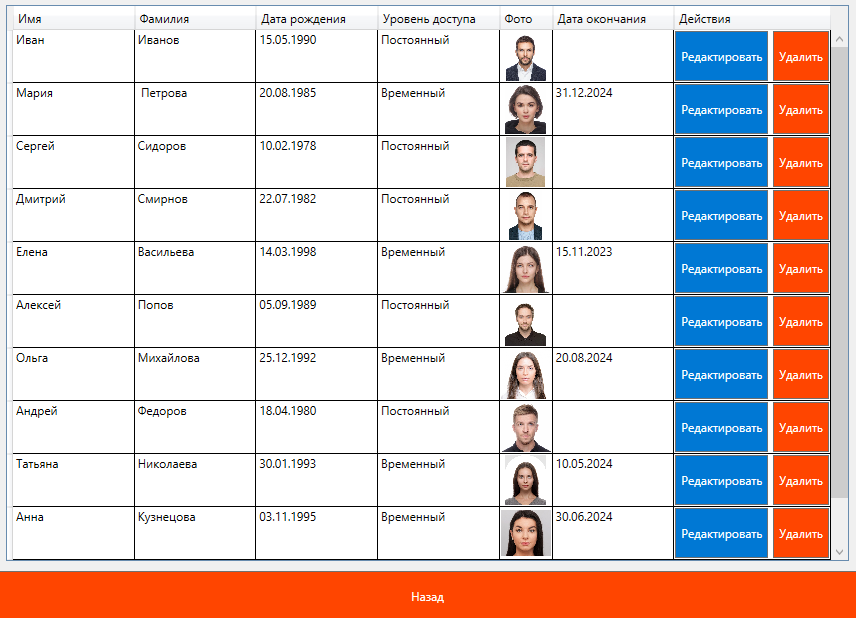 Имя Фамилия Дата рождения Уровень доступа Фото Дата окончания Действия
Иван Иванов 15.05.1990 Постоянный Редактировать Удалить
Мария Петрова 20.08.1985 Временный 31.12.2024 Редактировать Удалить
Сергей Сидоров 10.02.1978 Постоянный Редактировать Удалить
Дмитрий Смирнов 22.07.1982 Постоянный Редактировать Удалить
Елена Васильева 14.03.1998 Временный 15.11.2023 Редактировать Удалить
Алексей Попов 05.09.1989 Постоянный Редактировать Удалить
Ольга Михайлова 25.12.1992 Временный 20.08.2024 Редактировать Удалить
Андрей Федоров 18.04.1980 Постоянный Редактировать Удалить
Татьяна Николаева 30.01.1993 Временный 10.05.2024 Редактировать Удалить
Анна Кузнецова 03.11.1995 Временный 30.06.2024 Редактировать Удалить
Назад